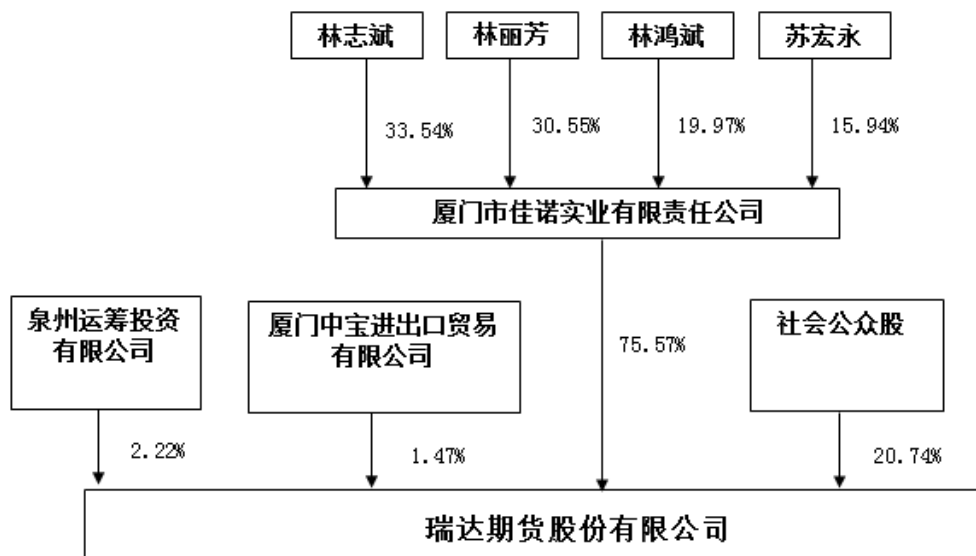 林志斌 林丽芳 林鸿斌 苏宏永
33.54% 30.55% 19.97% 15.94%
厦门市佳诺实业有限责任公司
泉州运筹投资
有限公司
厦门中宝进出口贸易
有限公司
社会公众股
75.57%
2.22% 1.47% 20.74%
瑞达期货股份有限公司